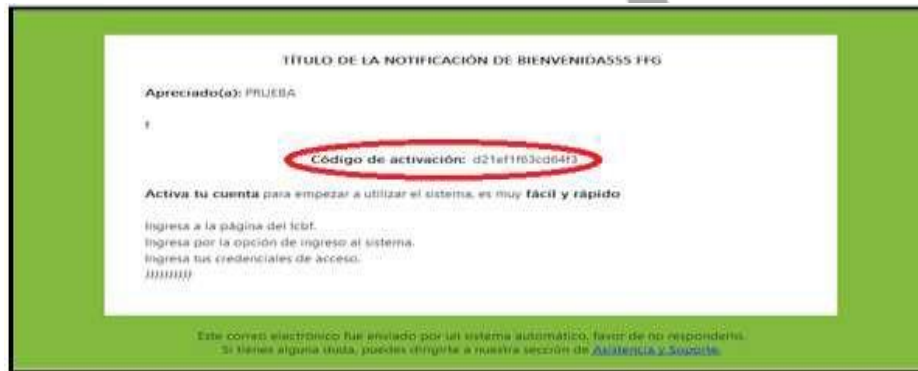 TÍTULO DE LA NOTIFICACIÓN DE BIENVENIDA555 FFG
Apreciado(a): PRUEBA
f
Código de activación: d21ef1f63cd64f3
Activa tu cuenta para empezar a utilizar el sistema, es muy fácil y rápido
Ingresa a la página del Icbf.
Ingresa por la opción de ingreso al sistema.
Ingresa tus credenciales de acceso.
}}}}}}}}}}
Este correo electrónico fue enviado por un sistema automático, favor de no responderlo.
Si tienes alguna duda, puedes dirigirte a nuestra sección de Asistencia y Soporte.